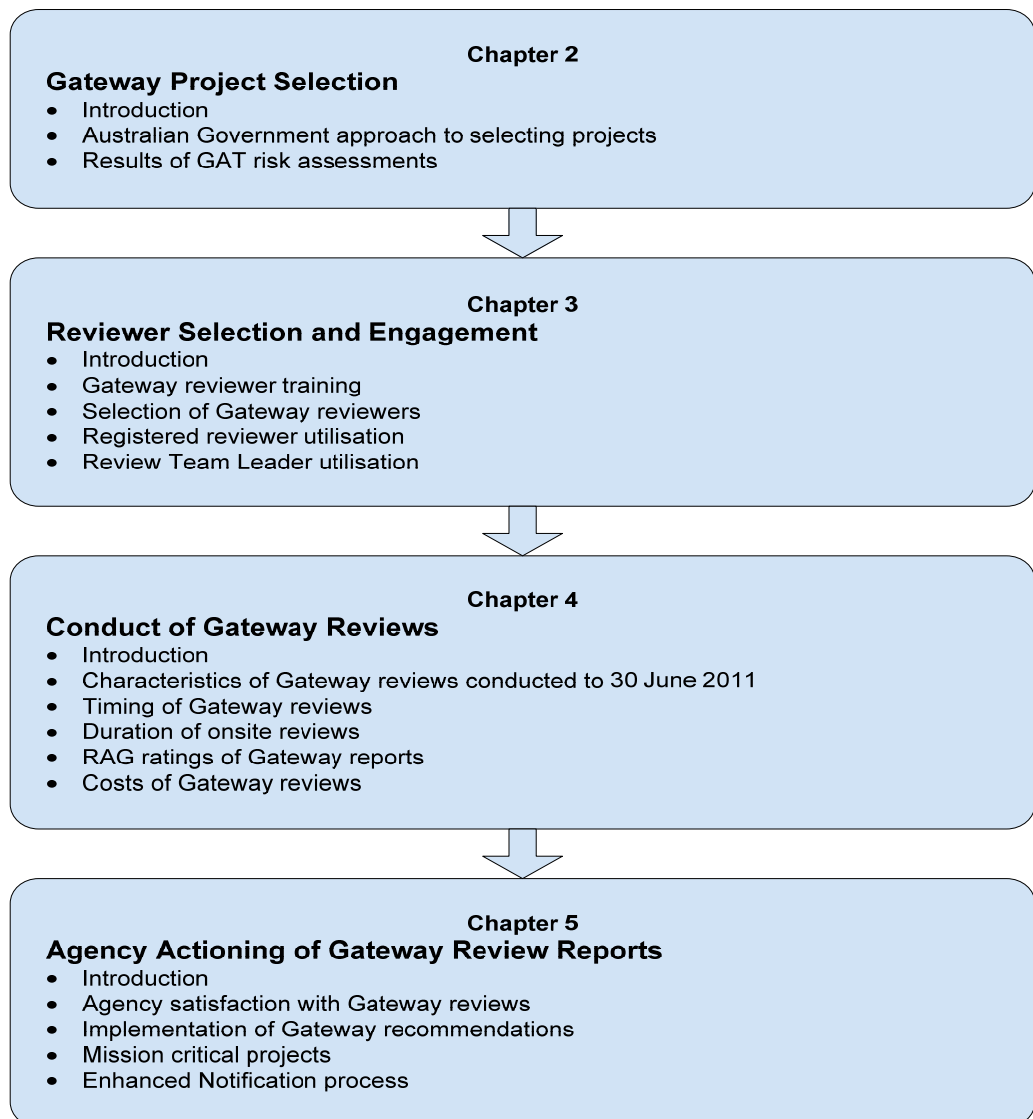 Chapter 2
Gateway Project Selection
• Introduction
• Australian Government approach to selecting projects
• Results of GAT risk assessments
Chapter 3
Reviewer Selection and Engagement
• Introduction
• Gateway reviewer training
• Selection of Gateway reviewers
• Registered reviewer utilisation
• Review Team Leader utilisation
Chapter 4
Conduct of Gateway Reviews
• Introduction
• Characteristics of Gateway reviews conducted to 30 June 2011
• Timing of Gateway reviews
• Duration of onsite reviews
• RAG ratings of Gateway reports
• Costs of Gateway reviews
Chapter 5
Agency Actioning of Gateway Review Reports
• Introduction
• Agency satisfaction with Gateway reviews
• Implementation of Gateway recommendations
• Mission critical projects
• Enhanced Notification process